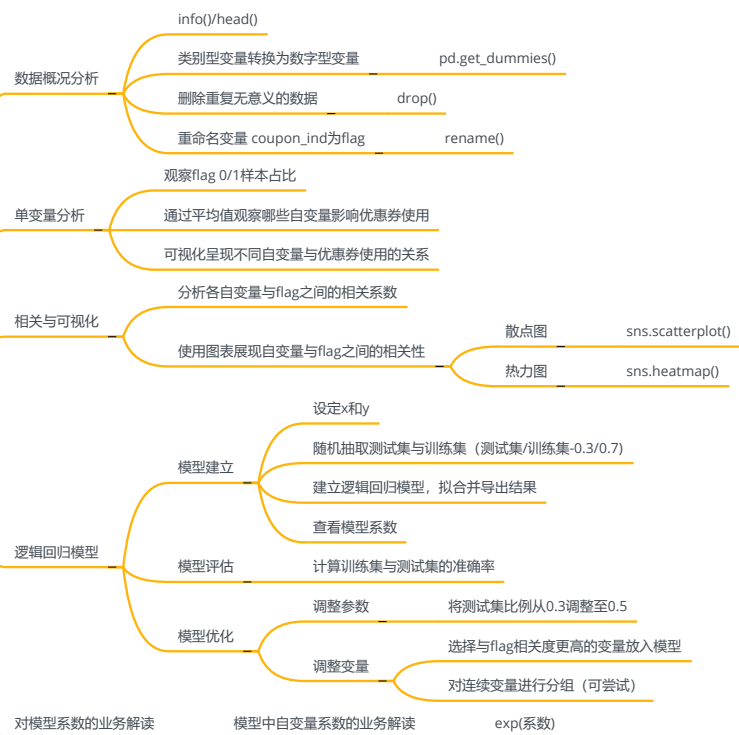 info()/head()
类别型变量转换为数字型变量 pd.get_dummies()
数据概况分析
删除重复无意义的数据 drop()
重命名变量 coupon_ind为flag rename()
观察flag 0/1样本占比
单变量分析 通过平均值观察哪些自变量影响优惠券使用
可视化呈现不同自变量与优惠券使用的关系
分析各自变量与flag之间的相关系数
相关与可视化
散点图 sns.scatterplot()
使用图表展现自变量与flag之间的相关性
热力图 sns.heatmap()
设定x和y
随机抽取测试集与训练集（测试集/训练集-0.3/0.7)
模型建立
建立逻辑回归模型，拟合并导出结果
查看模型系数
逻辑回归模型
模型评估 计算训练集与测试集的准确率
调整参数 将测试集比例从0.3调整至0.5
模型优化
选择与flag相关度更高的变量放入模型
调整变量
对连续变量进行分组（可尝试）
对模型系数的业务解读 模型中自变量系数的业务解读 exp(系数)